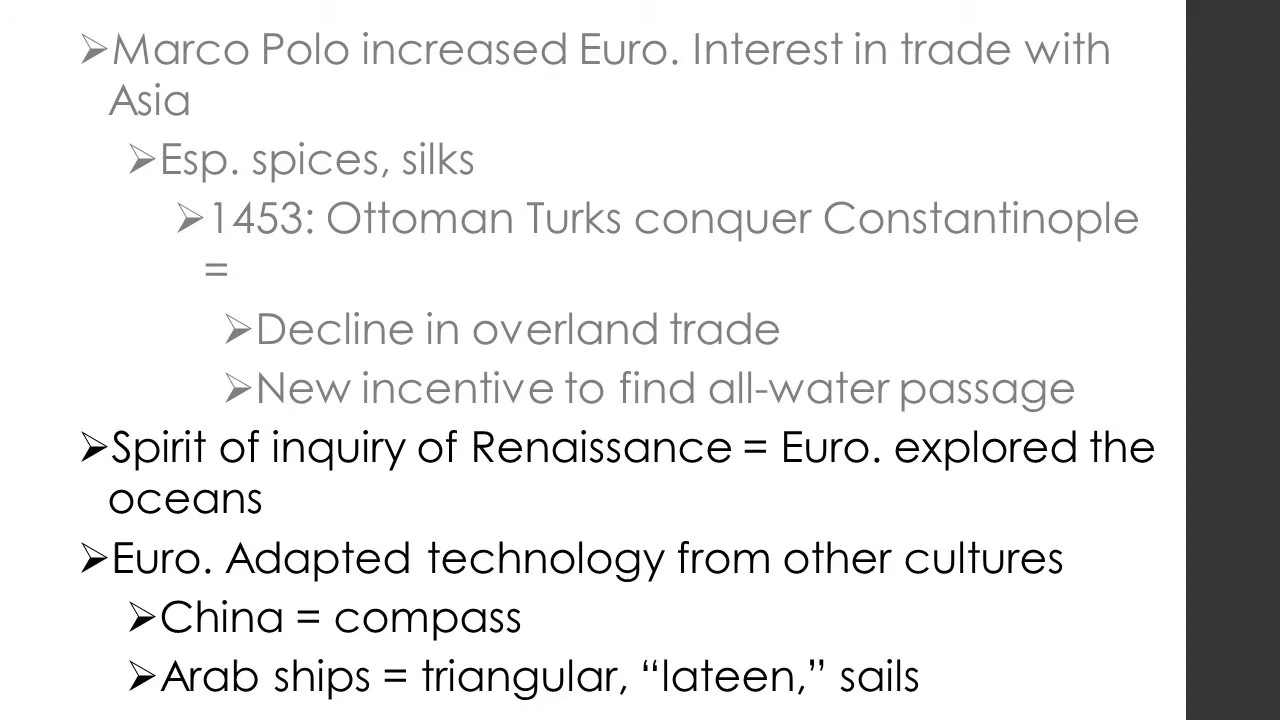 ➢Marco Polo increased Euro. Interest in trade with
Asia
➢Esp. spices, silks
➢1453: Ottoman Turks conquer Constantinople
=
➢Decline in overland trade
➢New incentive to find all-water passage
➢Spirit of inquiry of Renaissance = Euro. explored the
oceans
➢Euro. Adapted technology from other cultures
➢China = compass
➢Arab ships = triangular, “lateen,” sails